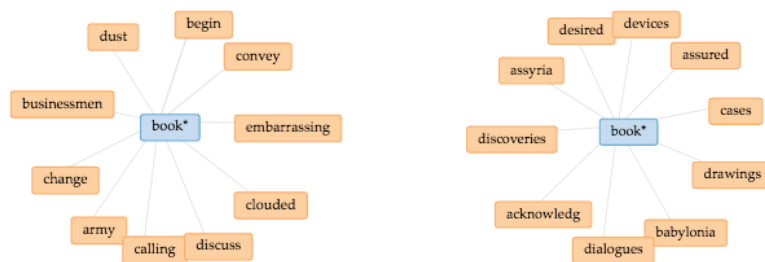 begin
dust
convey
businessmen
book*
embarrassing
change
clouded
army
calling
discuss
devices
desired
assured
assyria
cases
book*
discoveries
drawings
acknowledg
babylonia
dialogues